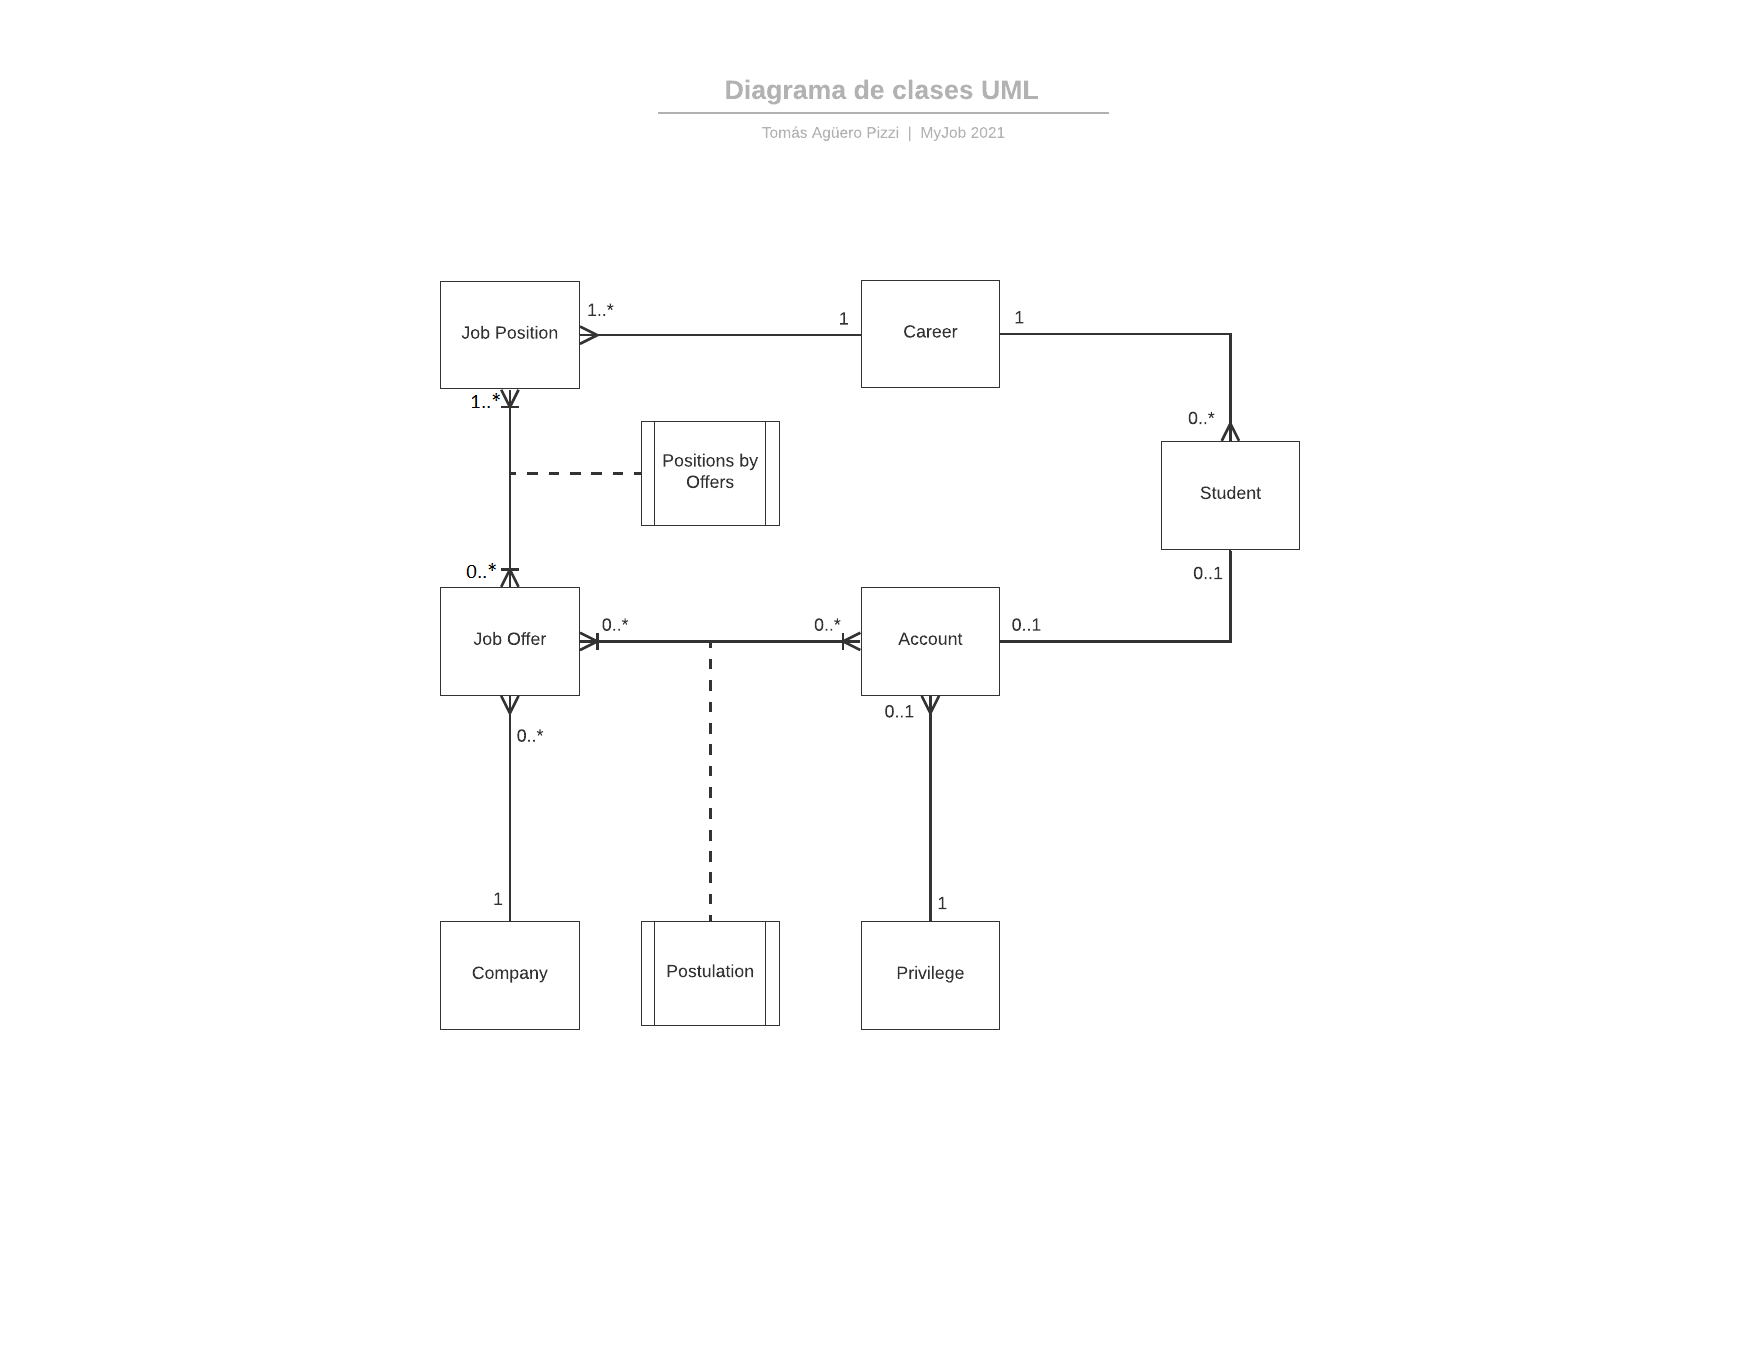 Diagrama de clases UML
Tomás Agüero Pizzi | MyJob 2021
Job Position
1..*
1
Career
1
1..*
0..*
Positions by
Offers
Student
0..*
0..1
Job Offer
0..*
0..*
Account
0..1
0..1
0..*
1
1
Company
Postulation
Privilege